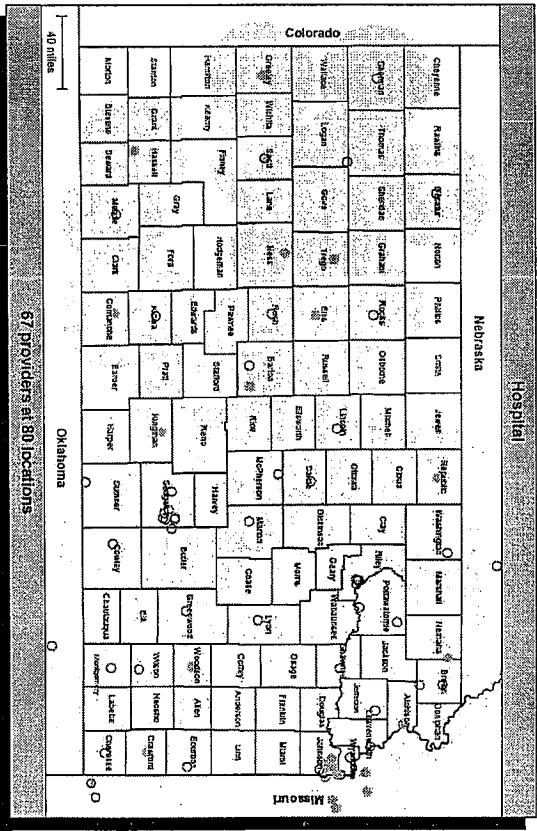 Hospital
Nebraska
Colorado
Missouri
Oklahoma
Cheyenne
Rawlins
Decatur
Norton
Phillips
Smith
Jewell
Republic
Washington
Marshall
Nemaha
Brown
Doniphan
Sherman
Thomas
Sheridan
Graham
Rooks
Osborne
Mitchell
Cloud
Clay
Riley
Pottawatomie
Jackson
Atchison
Wallace
Logan
Gove
Trego
Ellis
Russell
Lincoln
Ottawa
Saline
Dickinson
Geary
Wabaunsee
Shawnee
Jefferson
Leavenworth
Wyandotte
Greeley
Wichita
Scott
Lane
Ness
Rush
Barton
Ellsworth
Rice
McPherson
Marion
Morris
Chase
Lyon
Osage
Douglas
Johnson
Hamilton
Kearny
Finney
Hodgeman
Pawnee
Edwards
Stafford
Reno
Harvey
Butler
Greenwood
Coffey
Franklin
Miami
Anderson
Linn
Stanton
Grant
Haskell
Gray
Ford
Kiowa
Pratt
Kingman
Sedgwick
Elk
Woodson
Wilson
Allen
Neosho
Bourbon
Crawford
Morton
Stevens
Seward
Meade
Clark
Comanche
Barber
Harper
Sumner
Cowley
Chautauqua
Montgomery
Labette
Cherokee
40 miles
67 providers at 80 locations